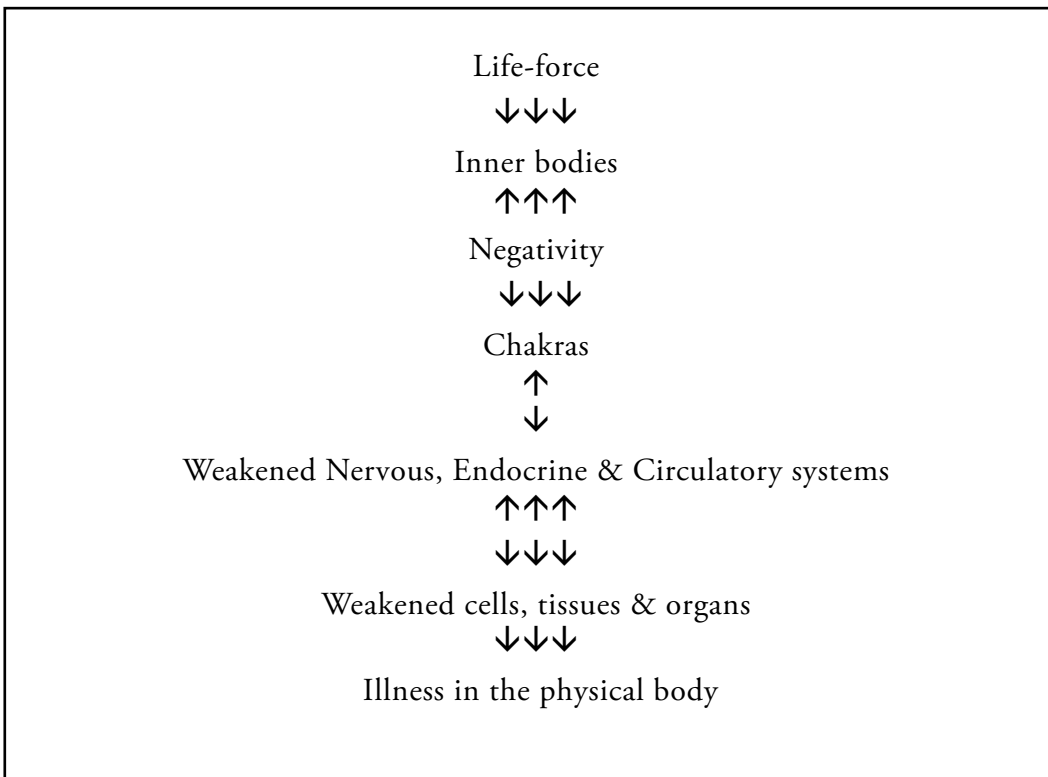 Life-force
↓↓↓
Inner bodies
↑↑↑
Negativity
↓↓↓
Chakras
↑
↓
Weakened Nervous, Endocrine & Circulatory systems
↑↑↑
↓↓↓
Weakened cells, tissues & organs
↓↓↓
Illness in the physical body